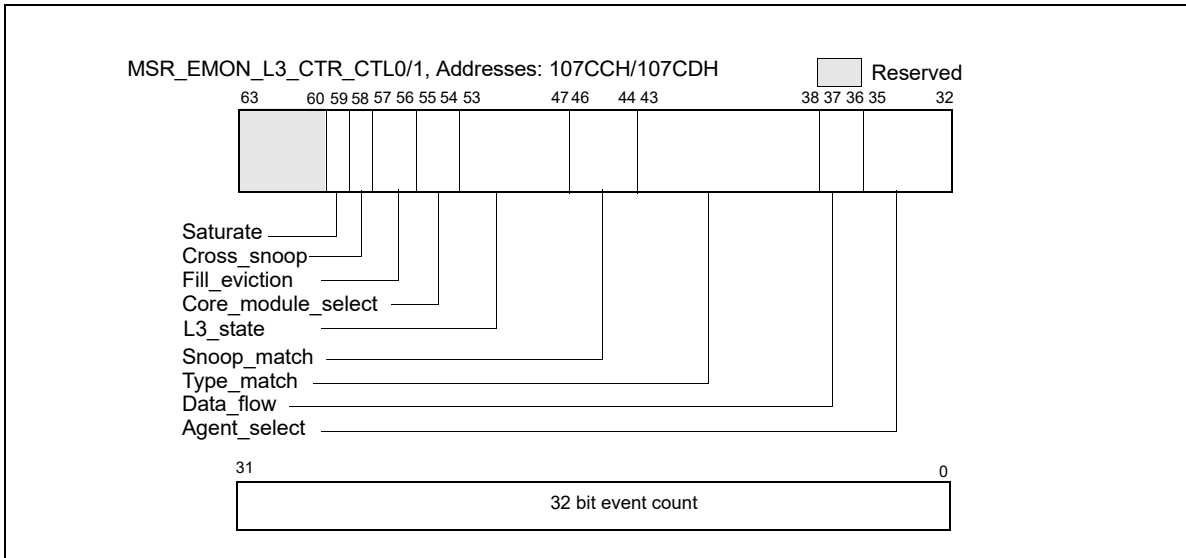 MSR_EMON_L3_CTR_CTL0/1, Addresses: 107CCH/107CDH
Reserved
63 60 59 58 57 56 55 54 53 47 46 44 43 38 37 36 35 32
Saturate
Cross_snoop
Fill_eviction
Core_module_select
L3_state
Snoop_match
Type_match
Data_flow
Agent_select
31 0
32 bit event count